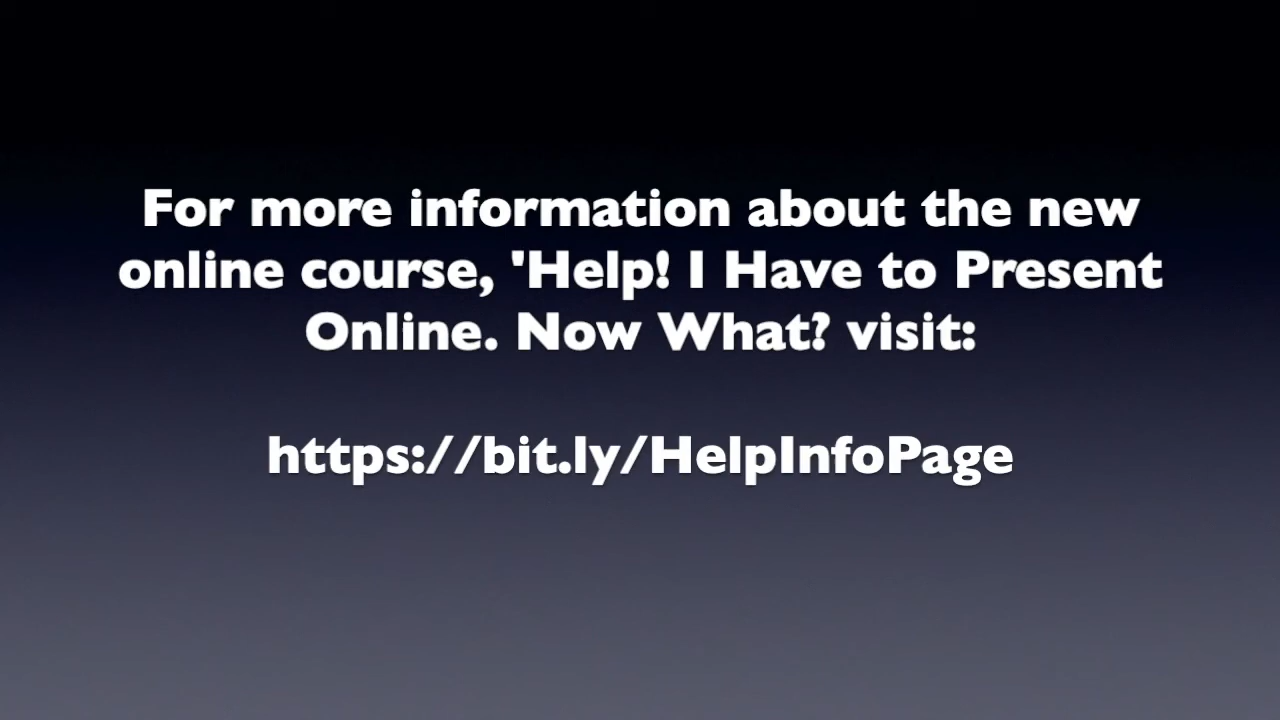 For more information about the new
online course, 'Help! I Have to Present
Online. Now What? visit:
https://bit.ly/HelpInfoPage